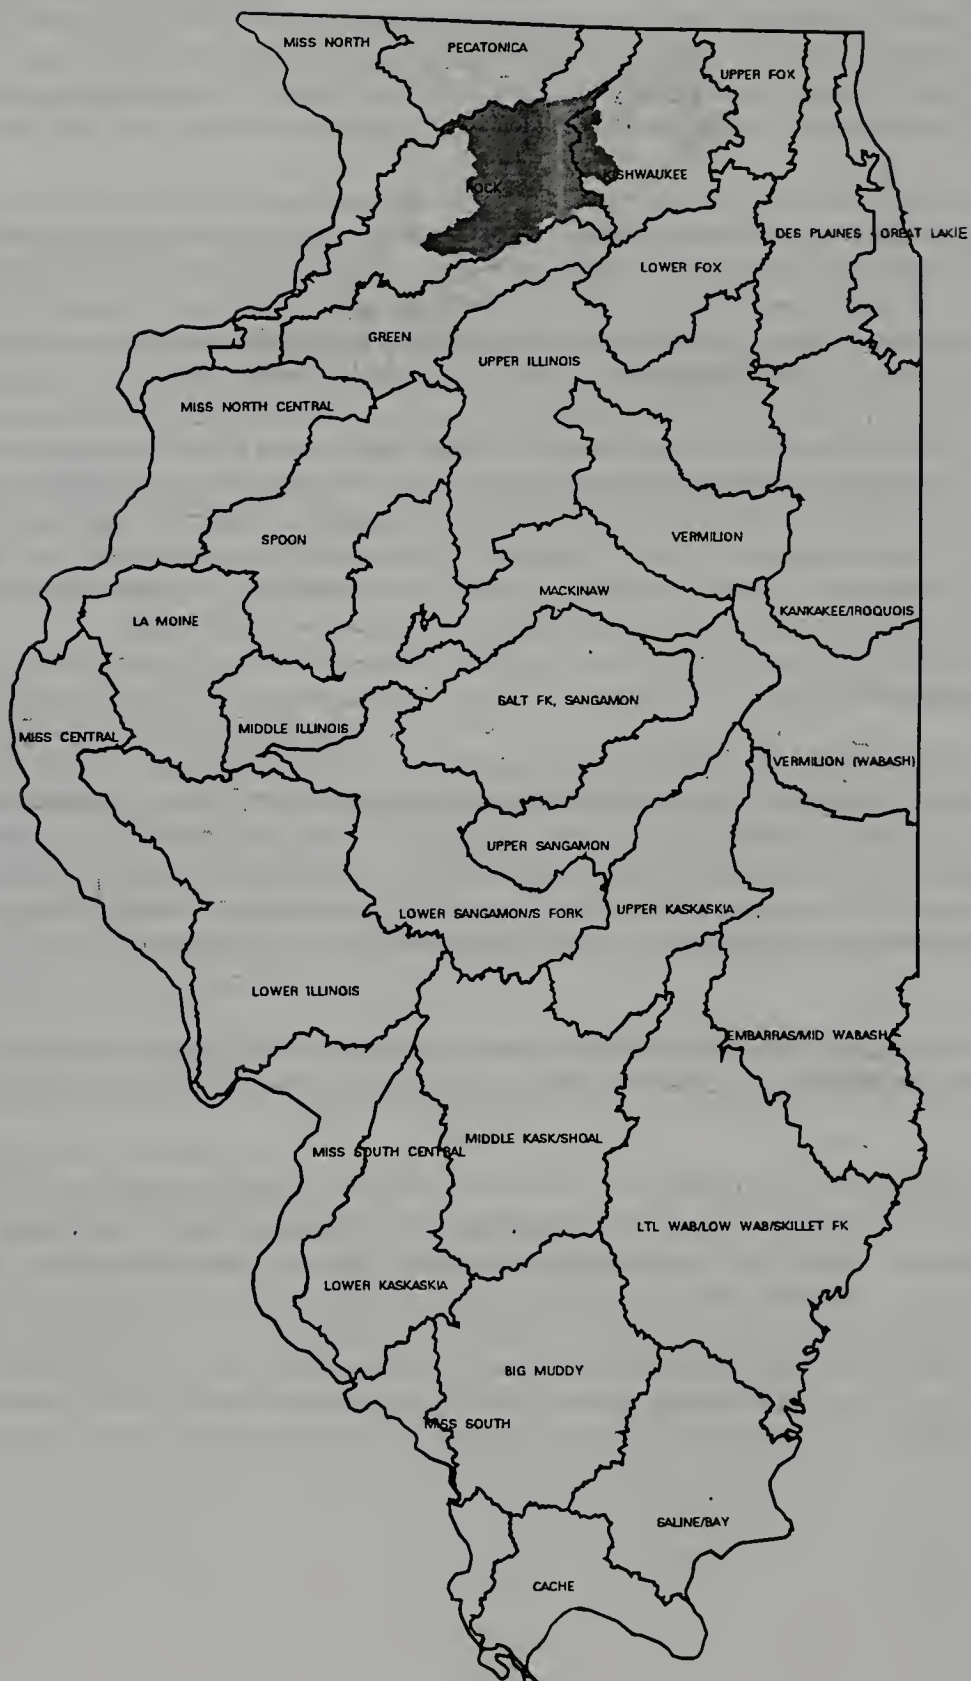 MISS NORTH
PECATONICA
UPPER FOX
ROCK
KISHWAUKEE
DES PLAINES - GREAT LAKE
LOWER FOX
GREEN
UPPER ILLINOIS
MISS NORTH CENTRAL
SPOON
VERMILION
MACKINAW
KANKAKEE/IROQUOIS
LA MOINE
SALT FK, SANGAMON
MIDDLE ILLINOIS
MISS CENTRAL
VERMILION (WABASH)
UPPER SANGAMON
LOWER SANGAMON/S FORK
UPPER KASKASKIA
LOWER ILLINOIS
EMBARRAS/MID WABASH
MIDDLE KASK/SHOAL
MISS SOUTH CENTRAL
LTL WAB/LOW WAB/SKILLET FK
LOWER KASKASKIA
BIG MUDDY
MISS SOUTH
SALINE/BAY
CACHE